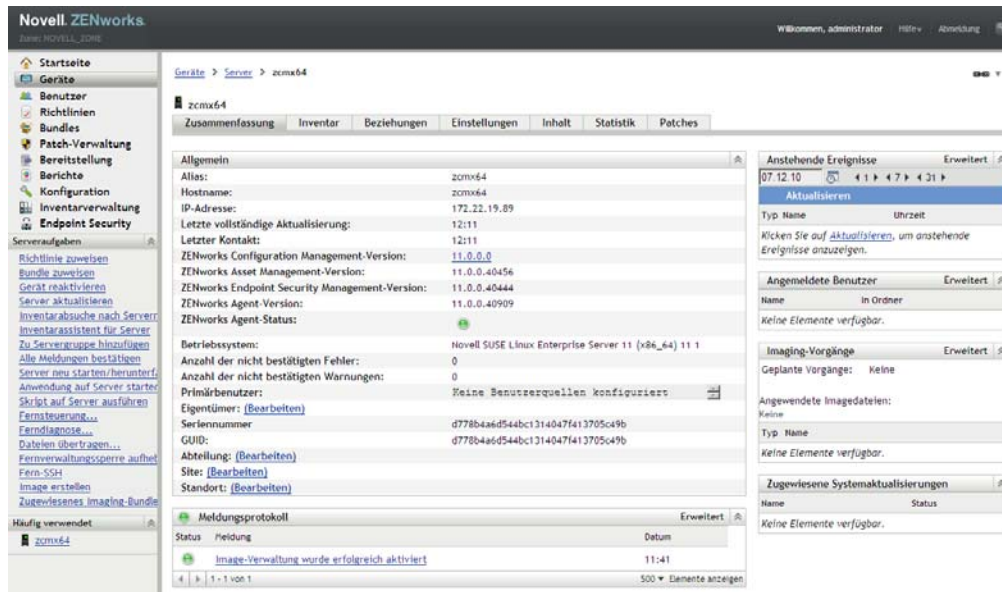 Novell. ZENworks.
Zone: NOVELL_ZONE
Willkommen, administrator Hilfe Abmeldung
Startseite
Geräte
Benutzer
Richtlinien
Bundles
Patch-Verwaltung
Bereitstellung
Berichte
Konfiguration
Inventarverwaltung
Endpoint Security
Serveraufgaben
Richtlinie zuweisen
Bundle zuweisen
Gerät reaktivieren
Server aktualisieren
Inventarabsuche nach Servern
Inventarassistent für Server
Zu Servergruppe hinzufügen
Alle Meldungen bestätigen
Server neu starten/herunterf
Anwendung auf Server starten
Skript auf Server ausführen
Fernsteuerung...
Ferndiagnose...
Dateien übertragen...
Fernverwaltungssperre aufhet
Fern-SSH
Image erstellen
Zugewiesenes Imaging-Bundle
Häufig verwendet
zcmx64
Geräte > Server > zcmx64
zcmx64
Zusammenfassung Inventar Beziehungen Einstellungen Inhalt Statistik Patches
Allgemein
Alias: zcmx64
Hostname: zcmx64
IP-Adresse: 172.22.19.89
Letzte vollständige Aktualisierung: 12:11
Letzter Kontakt: 12:11
ZENworks Configuration Management-Version: 11.0.0.0
ZENworks Asset Management-Version: 11.0.0.40456
ZENworks Endpoint Security Management-Version: 11.0.0.40444
ZENworks Agent-Version: 11.0.0.40909
ZENworks Agent-Status:
Betriebssystem: Novell SUSE Linux Enterprise Server 11 (x86_64) 11 1
Anzahl der nicht bestätigten Fehler: 0
Anzahl der nicht bestätigten Warnungen: 0
Primärbenutzer: Keine Benutzerquellen konfiguriert
Eigentümer: (Bearbeiten)
Seriennummer d778b4a6d544bc1314047f413705c49b
GUID: d778b4a6d544bc1314047f413705c49b
Abteilung: (Bearbeiten)
Site: (Bearbeiten)
Standort: (Bearbeiten)
Meldungsprotokoll Erweitert
Status Meldung Datum
Image-Verwaltung wurde erfolgreich aktiviert 11:41
1 - 1 von 1 500 Elemente anzeigen
Anstehende Ereignisse Erweitert
07.12.10 1 7 31
Aktualisieren
Typ Name Uhrzeit
Klicken Sie auf Aktualisieren, um anstehende
Ereignisse anzuzeigen.
Angemeldete Benutzer Erweitert
Name In Ordner
Keine Elemente verfügbar.
Imaging-Vorgänge Erweitert
Geplante Vorgänge: Keine
Angewendete Imagedateien:
Keine
Typ Name
Keine Elemente verfügbar.
Zugewiesene Systemaktualisierungen
Name Status
Keine Elemente verfügbar.